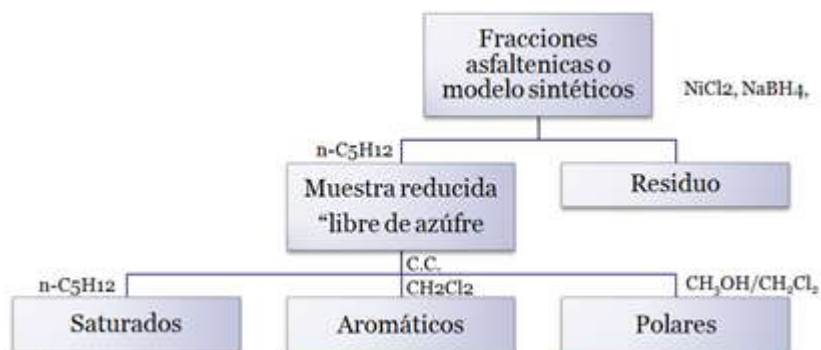 Fracciones
asfaltenicas o
modelo sintéticos
NiCl2, NaBH4,
n-C5H12
Muestra reducida
“libre de azúfre
Residuo
C.C.
n-C5H12
CH2Cl2
CH₃OH/CH₂Cl₂
Saturados
Aromáticos
Polares